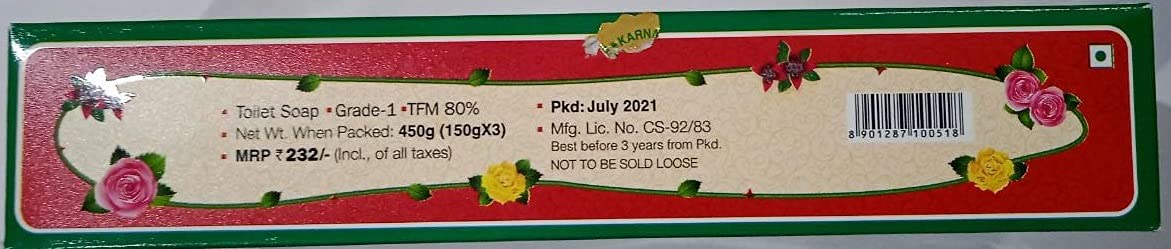 KARNA
▪ Toilet Soap ▪Grade-1 ▪TFM 80%
▪ Net Wt. When Packed: 450g (150gX3)
▪ MRP ₹ 232/- (Incl., of all taxes)
▪ Pkd: July 2021
▪ Mfg. Lic. No. CS-92/83
Best before 3 years from Pkd.
NOT TO BE SOLD LOOSE
8 901287 100518